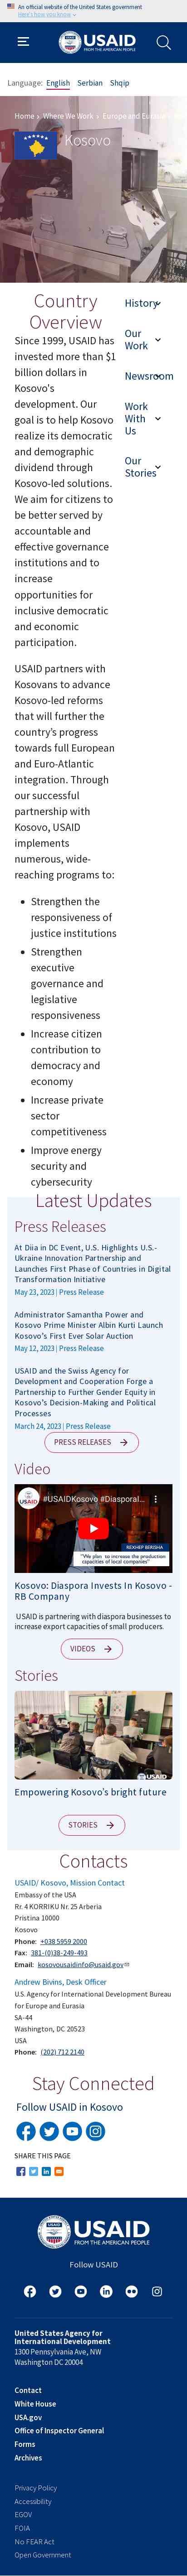 An official website of the United States government
Here's how you know
USAID
FROM THE AMERICAN PEOPLE
Language: English Serbian Shqip
Home › Where We Work › Europe and Eurasia
Kosovo
Country
Overview
Since 1999, USAID has
invested more than $1
billion dollars in
Kosovo's
development. Our
goal is to help Kosovo
realize its democratic
and demographic
dividend through
Kosovo-led solutions.
We aim for citizens to
be better served by
accountable and
effective governance
institutions and to
increase
opportunities for
inclusive democratic
and economic
participation.
USAID partners with
Kosovans to advance
Kosovo-led reforms
that will further the
country’s progress
towards full European
and Euro-Atlantic
integration. Through
our successful
partnership with
Kosovo, USAID
implements
numerous, wide-
reaching programs to:
Strengthen the
responsiveness of
justice institutions
Strengthen
executive
governance and
legislative
responsiveness
Increase citizen
contribution to
democracy and
economy
Increase private
sector
competitiveness
Improve energy
security and
cybersecurity
History
Our
Work
Newsroom
Work
With
Us
Our
Stories
Latest Updates
Press Releases
At Diia in DC Event, U.S. Highlights U.S.-
Ukraine Innovation Partnership and
Launches First Phase of Countries in Digital
Transformation Initiative
May 23, 2023 | Press Release
Administrator Samantha Power and
Kosovo Prime Minister Albin Kurti Launch
Kosovo’s First Ever Solar Auction
May 12, 2023 | Press Release
USAID and the Swiss Agency for
Development and Cooperation Forge a
Partnership to Further Gender Equity in
Kosovo’s Decision-Making and Political
Processes
March 24, 2023 | Press Release
PRESS RELEASES
Video
#USAIDKosovo #Diasporal...
REXHEP BERISHA
"We plan to increase the production
capacities of local companies"
Kosovo: Diaspora Invests In Kosovo -
RB Company
USAID is partnering with small businesses to
increase export capacities of small producers.
VIDEOS
Stories
USAID
Empowering Kosovo’s bright future
STORIES
Contacts
USAID/ Kosovo, Mission Contact
Embassy of the USA
Rr. 4 KORRIKU Nr. 25 Arberia
Pristina 10000
Kosovo
Phone: +038 5959 2000
Fax: 381-(0)38-249-493
Email: kosovousaidinfo@usaid.gov
Andrew Bivins, Desk Officer
U.S. Agency for International Development Bureau
for Europe and Eurasia
SA-44
Washington, DC 20523
USA
Phone: (202) 712 2140
Stay Connected
Follow USAID in Kosovo
SHARE THIS PAGE
USAID
FROM THE AMERICAN PEOPLE
Follow USAID
United States Agency for
International Development
1300 Pennsylvania Ave, NW
Washington DC 20004
Contact
White House
USA.gov
Office of Inspector General
Forms
Archives
Privacy Policy
Accessibility
EGOV
FOIA
No FEAR Act
Open Government